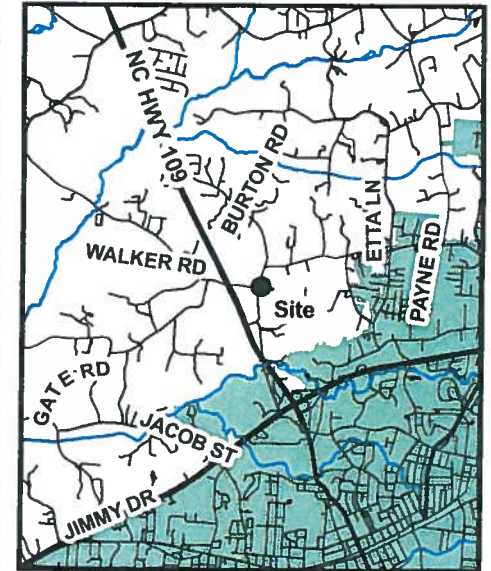 NC HWY 109
BURTON RD
ETTA LN
PAYNE RD
WALKER RD
Site
GATE RD
JACOB ST
JIMMY DR